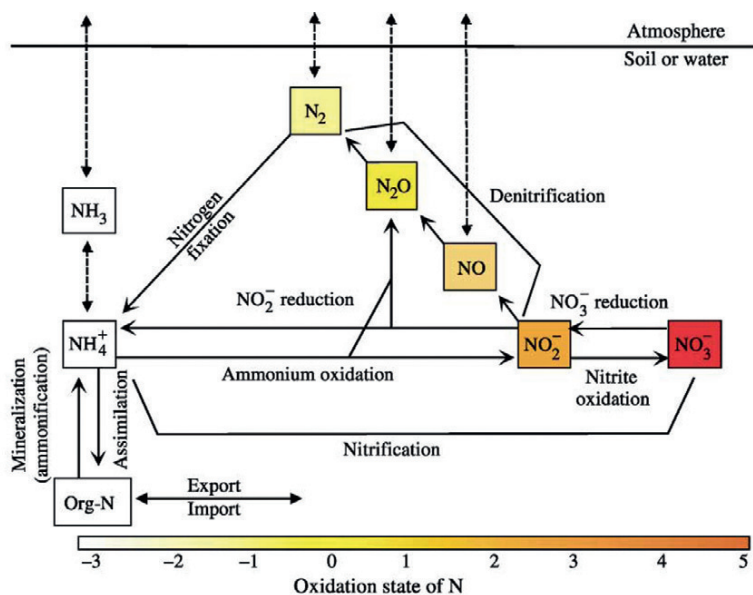 Atmosphere
Soil or water
N₂
N₂O
Denitrification
NH₃
Nitrogen
fixation
NO
NO₂⁻ reduction
NO₃⁻ reduction
NH₄⁺
NO₂⁻
NO₃⁻
Ammonium oxidation
Nitrite
oxidation
Mineralization
(ammonification)
Assimilation
Nitrification
Org-N
Export
Import
−3 −2 −1 0 1 2 3 4 5
Oxidation state of N